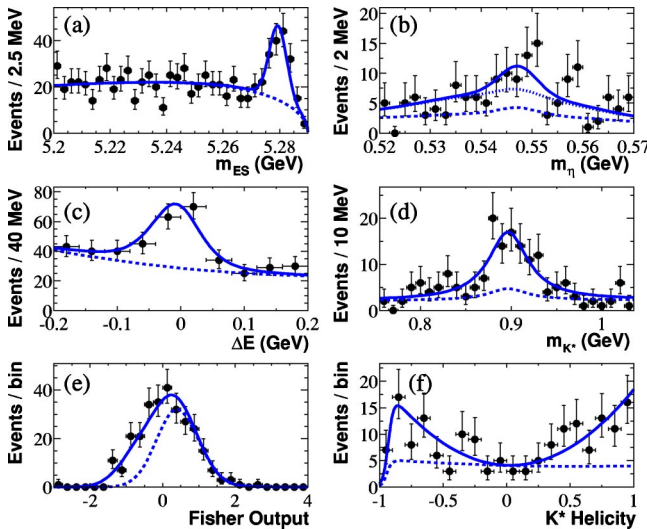 (a)
Events / 2.5 MeV
40
20
0
5.2 5.22 5.24 5.26 5.28
m_ES (GeV)
(b)
Events / 2 MeV
15
10
5
0
0.52 0.53 0.54 0.55 0.56 0.57
m_η (GeV)
(c)
Events / 40 MeV
80
60
40
20
0
-0.2 -0.1 0 0.1 0.2
ΔE (GeV)
(d)
Events / 10 MeV
20
10
0
0.8 0.9 1
m_K* (GeV)
(e)
Events / bin
40
20
0
-2 0 2 4
Fisher Output
(f)
Events / bin
25
20
15
10
5
0
-1 -0.5 0 0.5 1
K* Helicity